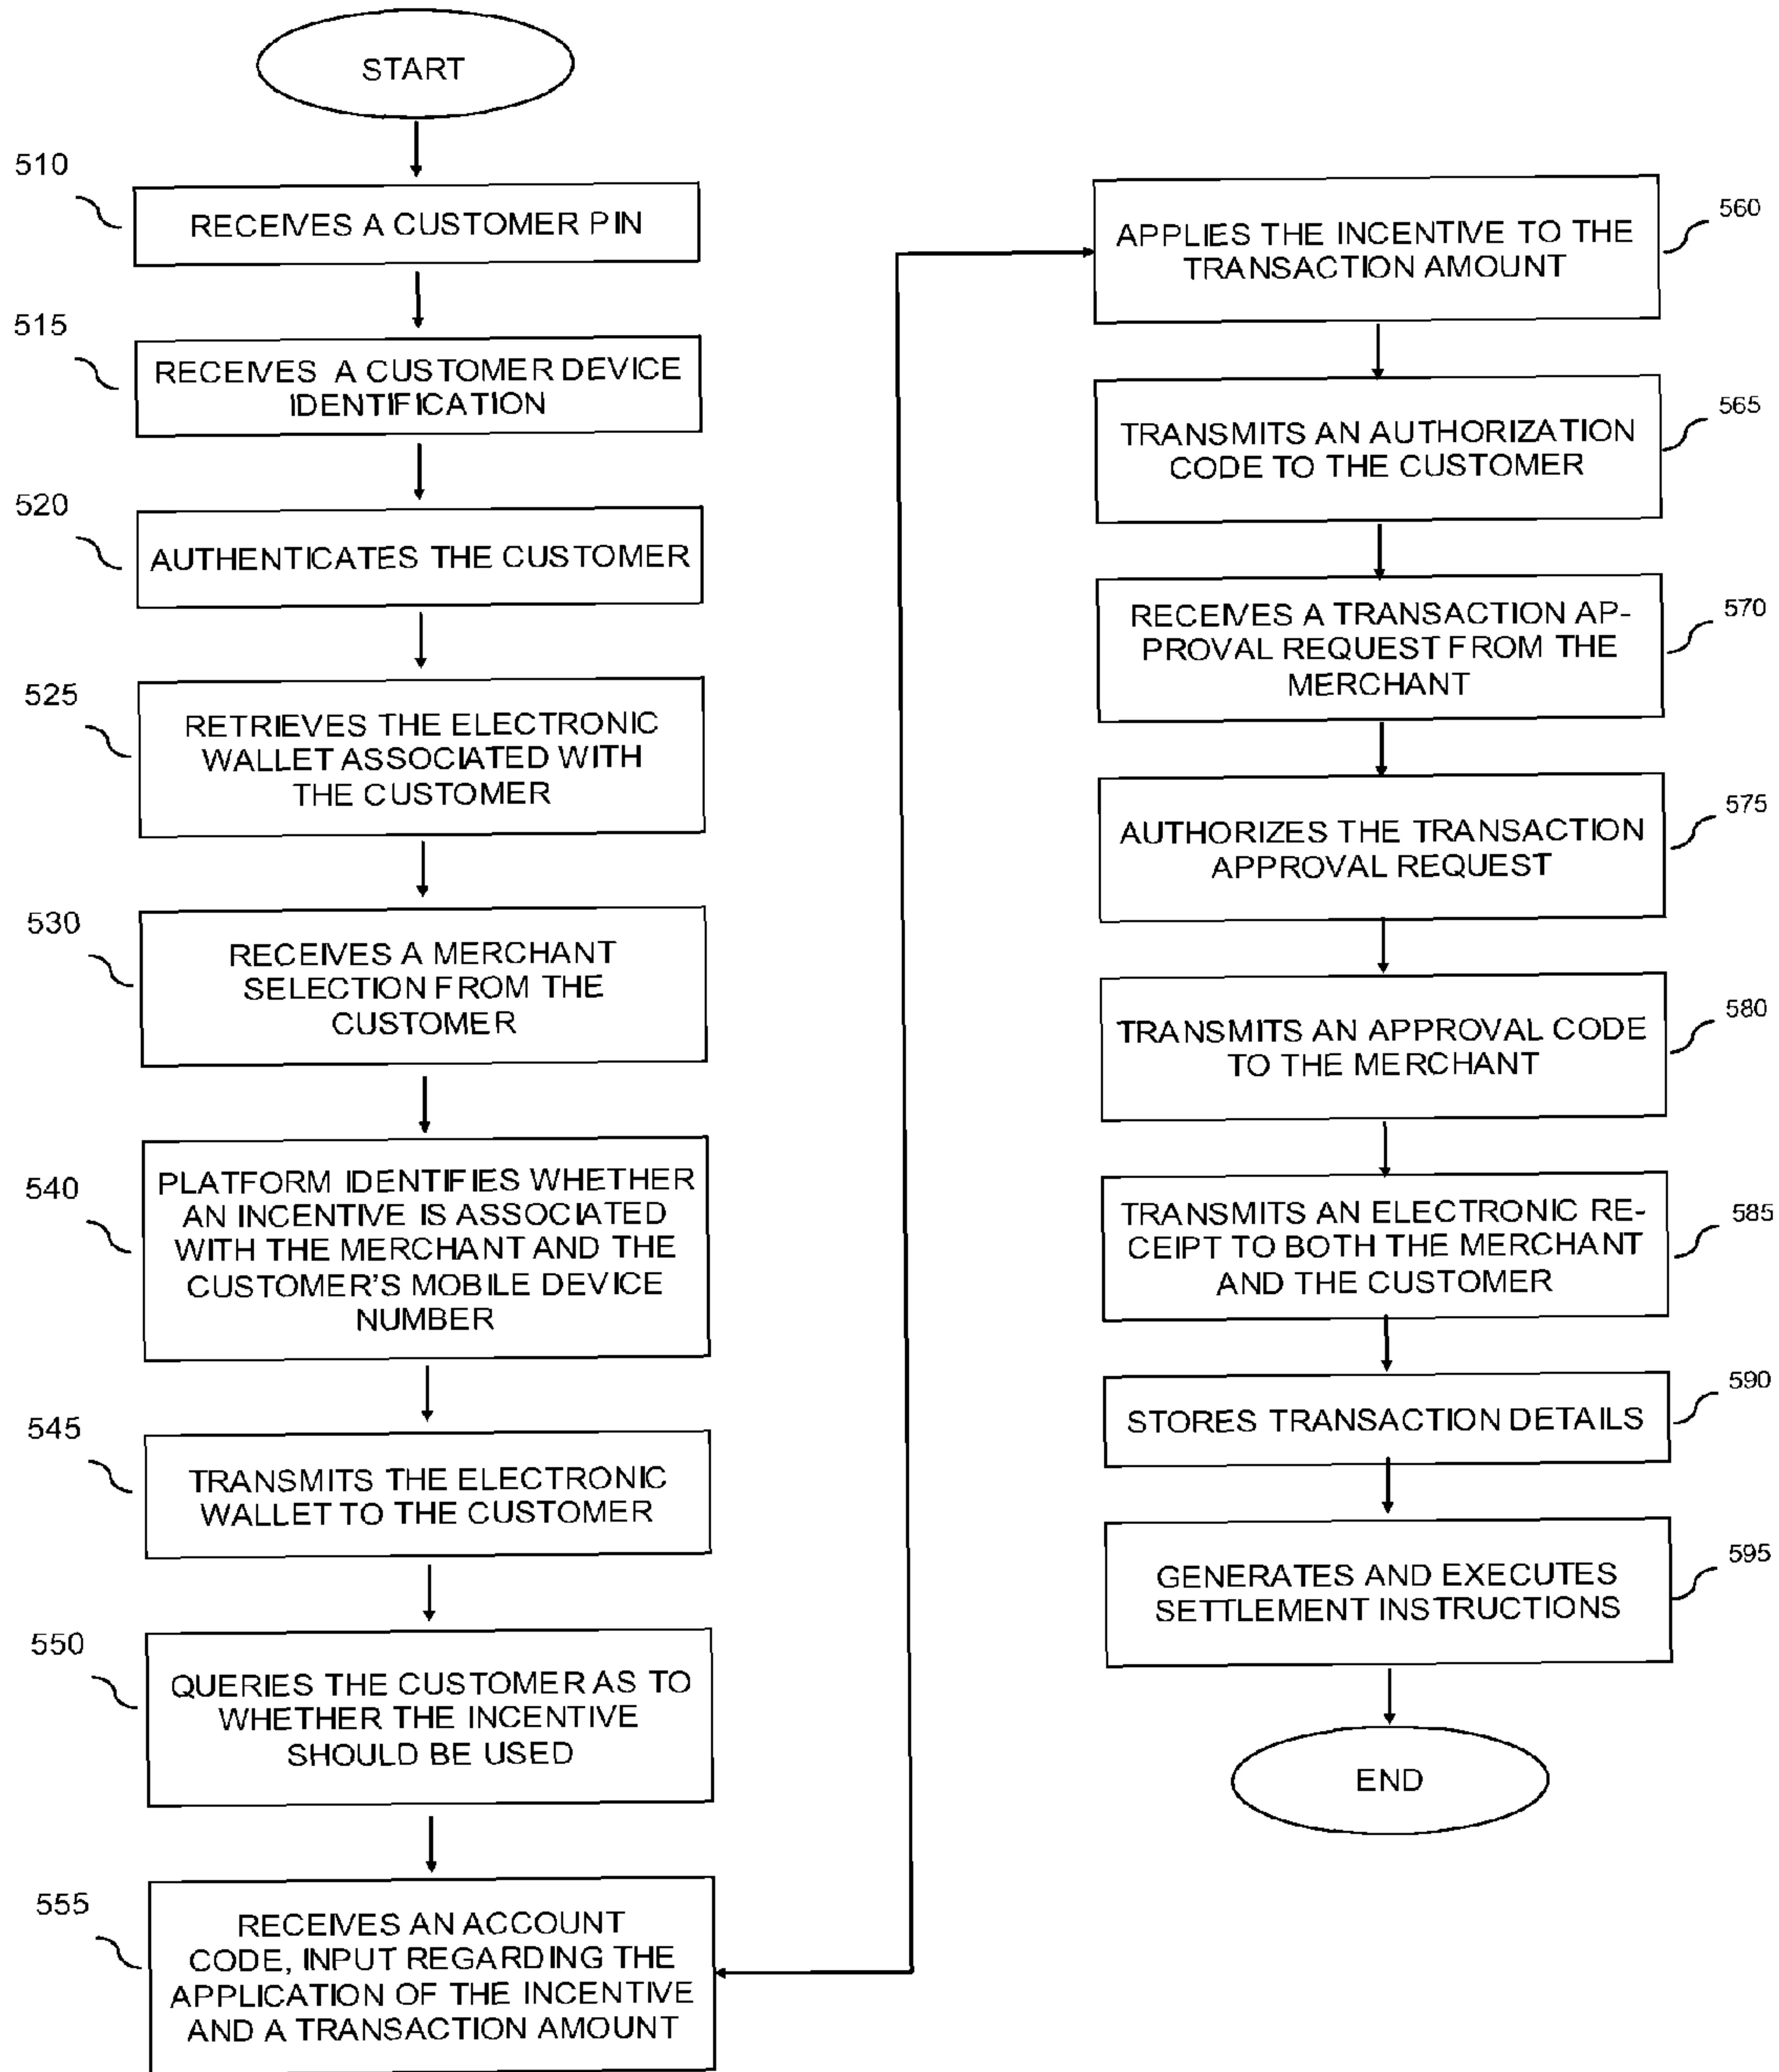 START
510
RECEIVES A CUSTOMER PIN
515
RECEIVES A CUSTOMER DEVICE
IDENTIFICATION
520
AUTHENTICATES THE CUSTOMER
525
RETRIEVES THE ELECTRONIC
WALLET ASSOCIATED WITH
THE CUSTOMER
530
RECEIVES A MERCHANT
SELECTION FROM THE
CUSTOMER
540
PLATFORM IDENTIFIES WHETHER
AN INCENTIVE IS ASSOCIATED
WITH THE MERCHANT AND THE
CUSTOMER'S MOBILE DEVICE
NUMBER
545
TRANSMITS THE ELECTRONIC
WALLET TO THE CUSTOMER
550
QUERIES THE CUSTOMER AS TO
WHETHER THE INCENTIVE
SHOULD BE USED
555
RECEIVES AN ACCOUNT
CODE, INPUT REGARDING THE
APPLICATION OF THE INCENTIVE
AND A TRANSACTION AMOUNT
560
APPLIES THE INCENTIVE TO THE
TRANSACTION AMOUNT
565
TRANSMITS AN AUTHORIZATION
CODE TO THE CUSTOMER
570
RECEIVES A TRANSACTION AP-
PROVAL REQUEST FROM THE
MERCHANT
575
AUTHORIZES THE TRANSACTION
APPROVAL REQUEST
580
TRANSMITS AN APPROVAL CODE
TO THE MERCHANT
585
TRANSMITS AN ELECTRONIC RE-
CEIPT TO BOTH THE MERCHANT
AND THE CUSTOMER
590
STORES TRANSACTION DETAILS
595
GENERATES AND EXECUTES
SETTLEMENT INSTRUCTIONS
END